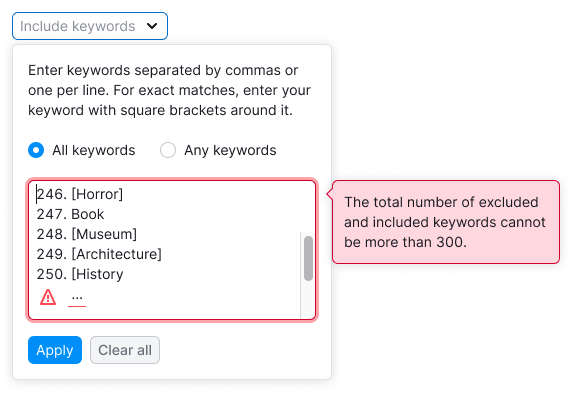 Include keywords
Enter keywords separated by commas or
one per line. For exact matches, enter your
keyword with square brackets around it.
All keywords
Any keywords
246. [Horror]
247. Book
248. [Museum]
249. [Architecture]
250. [History
...
The total number of excluded
and included keywords cannot
be more than 300.
Apply
Clear all